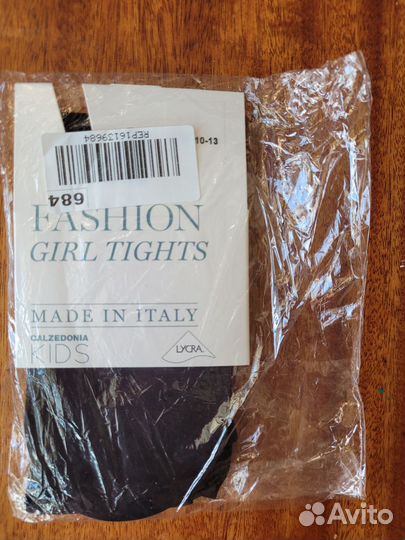 10-13
REP16139684
684
FASHION
GIRL TIGHTS
MADE IN ITALY
CALZEDONIA
KIDS
LYCRA
Avito